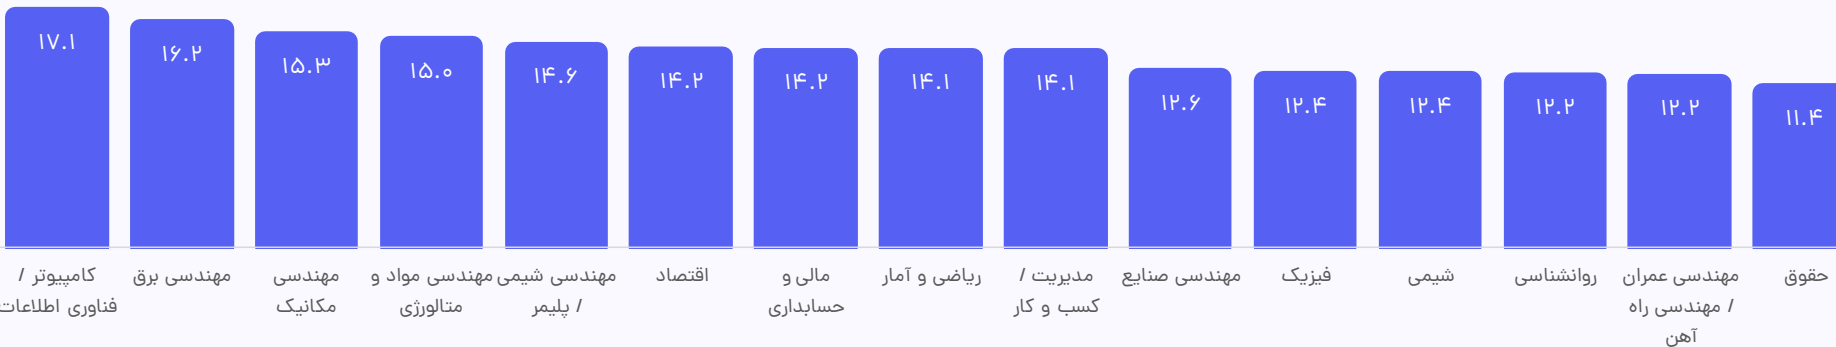 ۱۷.۱
۱۶.۲
۱۵.۳
۱۵.۰
۱۴.۶
۱۴.۲
۱۴.۲
۱۴.۱
۱۴.۱
۱۲.۶
۱۲.۴
۱۲.۴
۱۲.۲
۱۲.۲
۱۱.۴
کامپیوتر /
فناوری اطلاعات
مهندسی برق
مهندسی
مکانیک
مهندسی مواد و
متالورژی
مهندسی شیمی
/ پلیمر
اقتصاد
مالی و
حسابداری
ریاضی و آمار
مدیریت /
کسب و کار
مهندسی صنایع
فیزیک
شیمی
روانشناسی
مهندسی عمران
/ مهندسی راه
آهن
حقوق